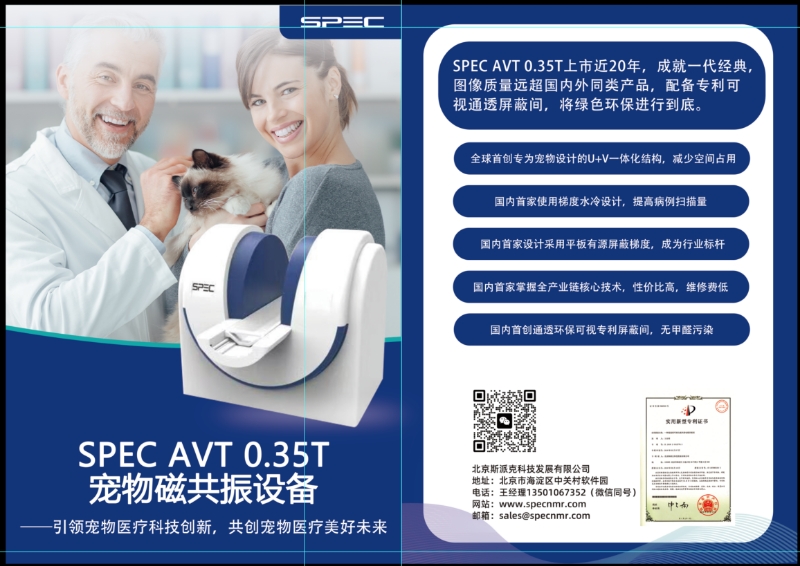 SPEC
SPEC
SPEC AVT 0.35T
宠物磁共振设备
——引领宠物医疗科技创新，共创宠物医疗美好未来
SPEC AVT 0.35T上市近20年，成就一代经典，
图像质量远超国内外同类产品，配备专利可
视通透屏蔽间，将绿色环保进行到底。
全球首创专为宠物设计的U+V一体化结构，减少空间占用
国内首家使用梯度水冷设计，提高病例扫描量
国内首家设计采用平板有源屏蔽梯度，成为行业标杆
国内首家掌握全产业链核心技术，性价比高，维修费低
国内首创通透环保可视专利屏蔽间，无甲醛污染
北京斯派克科技发展有限公司
地址：北京市海淀区中关村软件园
电话：王经理13501067352（微信同号）
网站：www.specnmr.com
邮箱：sales@specnmr.com
实用新型专利证书